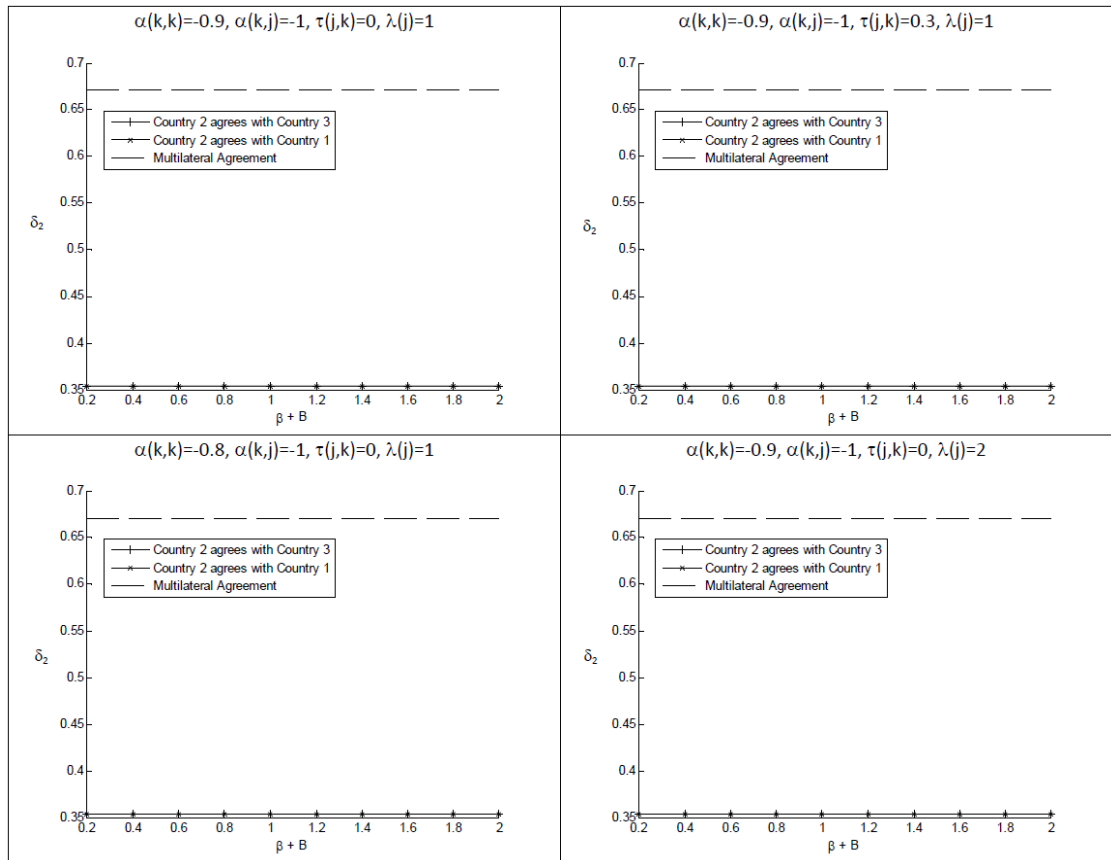 α(k,k)=-0.9, α(k,j)=-1, τ(j,k)=0, λ(j)=1
0.7
0.65
0.6
0.55
0.5
0.45
0.4
0.35
δ2
Country 2 agrees with Country 3
Country 2 agrees with Country 1
Multilateral Agreement
0.2 0.4 0.6 0.8 1 1.2 1.4 1.6 1.8 2
β + B
α(k,k)=-0.9, α(k,j)=-1, τ(j,k)=0.3, λ(j)=1
0.7
0.65
0.6
0.55
0.5
0.45
0.4
0.35
δ2
Country 2 agrees with Country 3
Country 2 agrees with Country 1
Multilateral Agreement
0.2 0.4 0.6 0.8 1 1.2 1.4 1.6 1.8 2
β + B
α(k,k)=-0.8, α(k,j)=-1, τ(j,k)=0, λ(j)=1
0.7
0.65
0.6
0.55
0.5
0.45
0.4
0.35
δ2
Country 2 agrees with Country 3
Country 2 agrees with Country 1
Multilateral Agreement
0.2 0.4 0.6 0.8 1 1.2 1.4 1.6 1.8 2
β + B
α(k,k)=-0.9, α(k,j)=-1, τ(j,k)=0, λ(j)=2
0.7
0.65
0.6
0.55
0.5
0.45
0.4
0.35
δ2
Country 2 agrees with Country 3
Country 2 agrees with Country 1
Multilateral Agreement
0.2 0.4 0.6 0.8 1 1.2 1.4 1.6 1.8 2
β + B